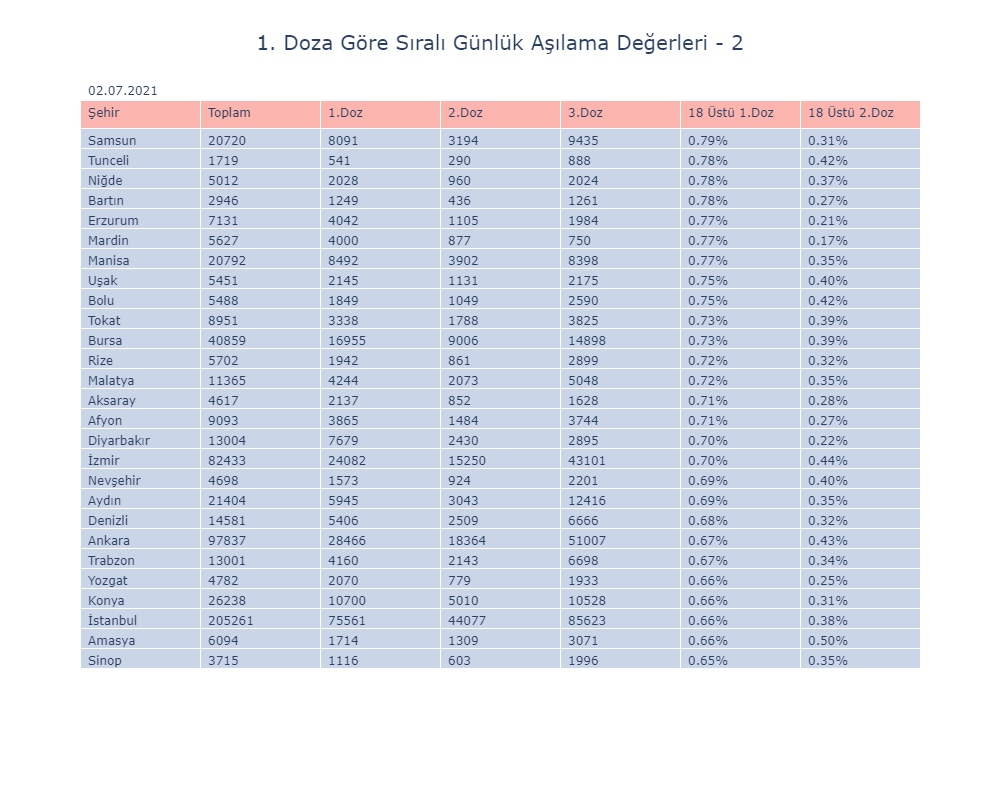 1. Doza Göre Sıralı Günlük Aşılama Değerleri - 2
02.07.2021
Şehir Toplam 1.Doz 2.Doz 3.Doz 18 Üstü 1.Doz 18 Üstü 2.Doz
Samsun 20720 8091 3194 9435 0.79% 0.31%
Tunceli 1719 541 290 888 0.78% 0.42%
Niğde 5012 2028 960 2024 0.78% 0.37%
Bartın 2946 1249 436 1261 0.78% 0.27%
Erzurum 7131 4042 1105 1984 0.77% 0.21%
Mardin 5627 4000 877 750 0.77% 0.17%
Manisa 20792 8492 3902 8398 0.77% 0.35%
Uşak 5451 2145 1131 2175 0.75% 0.40%
Bolu 5488 1849 1049 2590 0.75% 0.42%
Tokat 8951 3338 1788 3825 0.73% 0.39%
Bursa 40859 16955 9006 14898 0.73% 0.39%
Rize 5702 1942 861 2899 0.72% 0.32%
Malatya 11365 4244 2073 5048 0.72% 0.35%
Aksaray 4617 2137 852 1628 0.71% 0.28%
Afyon 9093 3865 1484 3744 0.71% 0.27%
Diyarbakır 13004 7679 2430 2895 0.70% 0.22%
İzmir 82433 24082 15250 43101 0.70% 0.44%
Nevşehir 4698 1573 924 2201 0.69% 0.40%
Aydın 21404 5945 3043 12416 0.69% 0.35%
Denizli 14581 5406 2509 6666 0.68% 0.32%
Ankara 97837 28466 18364 51007 0.67% 0.43%
Trabzon 13001 4160 2143 6698 0.67% 0.34%
Yozgat 4782 2070 779 1933 0.66% 0.25%
Konya 26238 10700 5010 10528 0.66% 0.31%
İstanbul 205261 75561 44077 85623 0.66% 0.38%
Amasya 6094 1714 1309 3071 0.66% 0.50%
Sinop 3715 1116 603 1996 0.65% 0.35%